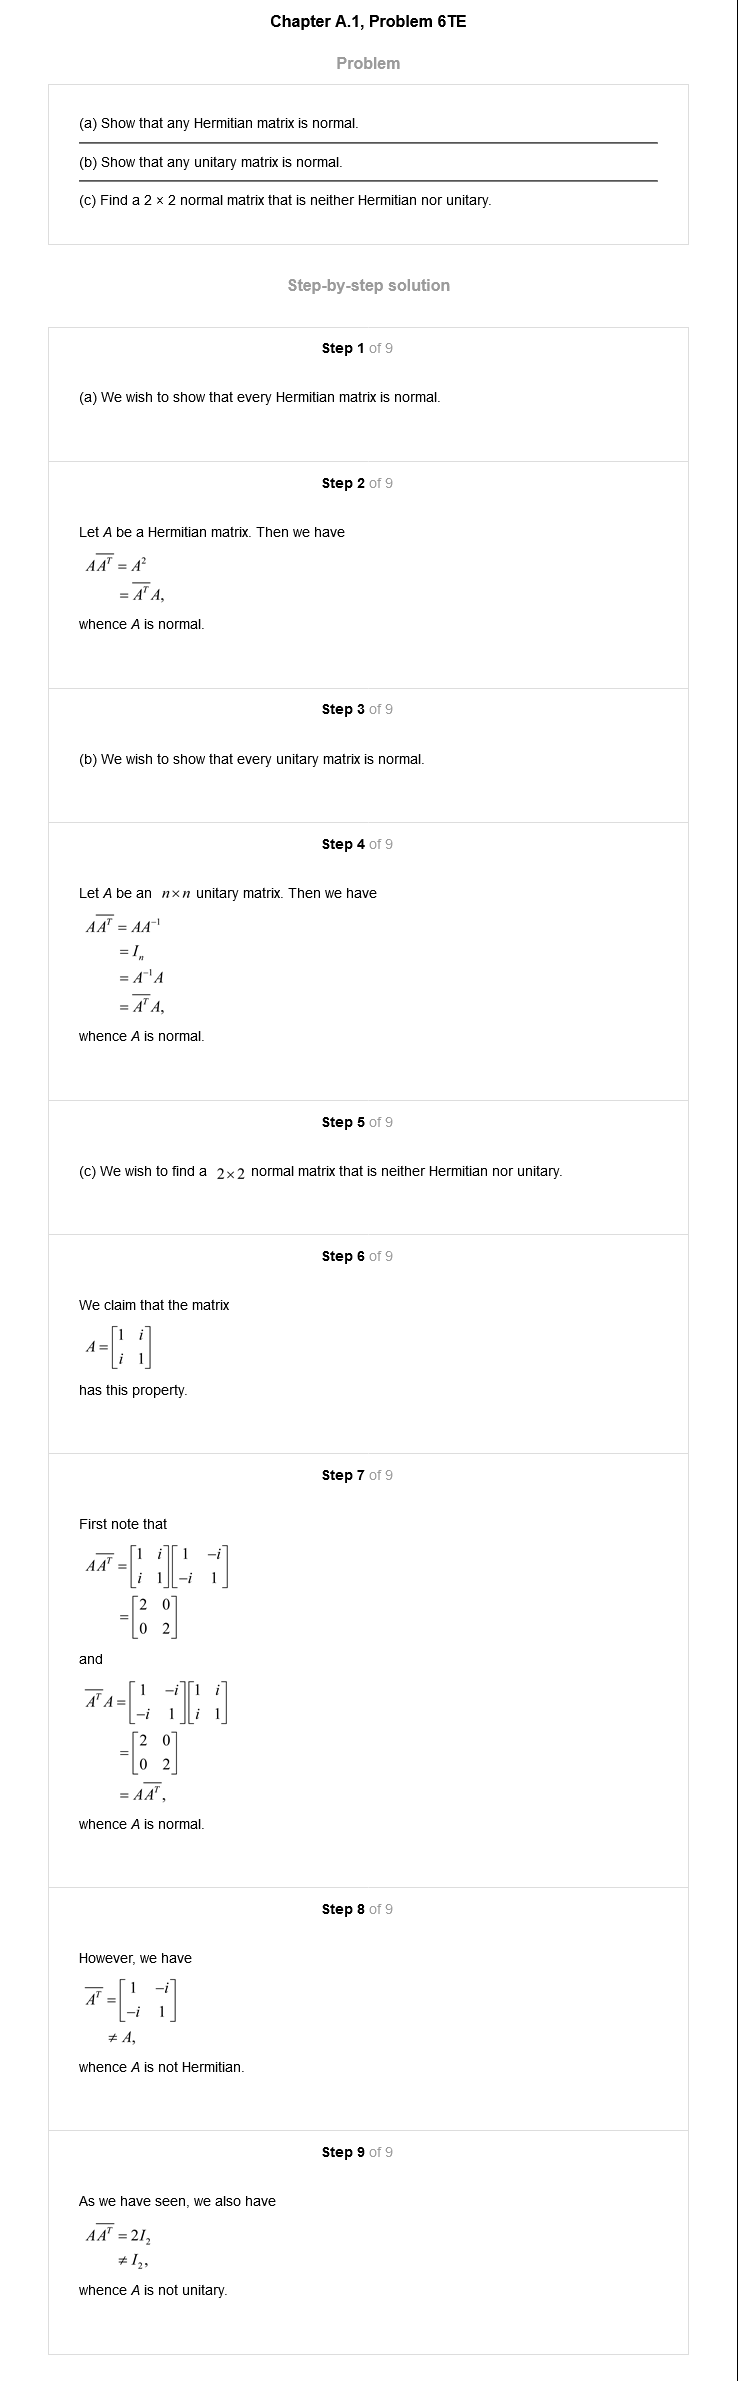 Chapter A.1, Problem 6TE
Problem
(a) Show that any Hermitian matrix is normal.
(b) Show that any unitary matrix is normal.
(c) Find a 2 × 2 normal matrix that is neither Hermitian nor unitary.
Step-by-step solution
Step 1 of 9
(a) We wish to show that every Hermitian matrix is normal.
Step 2 of 9
Let A be a Hermitian matrix. Then we have
$A\overline{A^T} = A^2$
$= \overline{A^T}A,$
whence A is normal.
Step 3 of 9
(b) We wish to show that every unitary matrix is normal.
Step 4 of 9
Let A be an n×n unitary matrix. Then we have
$A\overline{A^T} = AA^{-1}$
$= I_n$
$= A^{-1}A$
$= \overline{A^T}A,$
whence A is normal.
Step 5 of 9
(c) We wish to find a 2×2 normal matrix that is neither Hermitian nor unitary.
Step 6 of 9
We claim that the matrix
$A = \begin{bmatrix} 1 & i \\ i & 1 \end{bmatrix}$
has this property.
Step 7 of 9
First note that
$A\overline{A^T} = \begin{bmatrix} 1 & i \\ i & 1 \end{bmatrix}\begin{bmatrix} 1 & -i \\ -i & 1 \end{bmatrix}$
$= \begin{bmatrix} 2 & 0 \\ 0 & 2 \end{bmatrix}$
and
$\overline{A^T}A = \begin{bmatrix} 1 & -i \\ -i & 1 \end{bmatrix}\begin{bmatrix} 1 & i \\ i & 1 \end{bmatrix}$
$= \begin{bmatrix} 2 & 0 \\ 0 & 2 \end{bmatrix}$
$= A\overline{A^T},$
whence A is normal.
Step 8 of 9
However, we have
$\overline{A^T} = \begin{bmatrix} 1 & -i \\ -i & 1 \end{bmatrix}$
$\neq A,$
whence A is not Hermitian.
Step 9 of 9
As we have seen, we also have
$A\overline{A^T} = 2I_2$
$\neq I_2,$
whence A is not unitary.